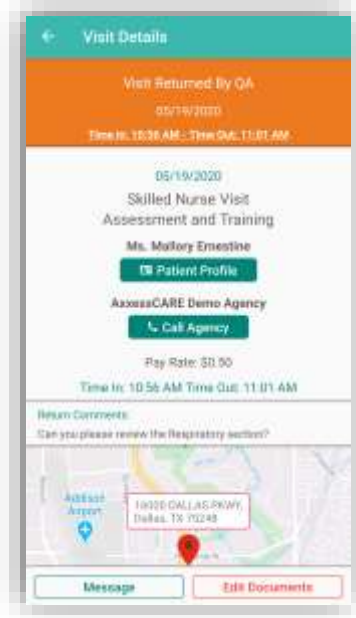 Visit Details
Visit Returned By QA
05/19/2020
Time In: 10:56 AM - Time Out: 11:01 AM
05/19/2020
Skilled Nurse Visit
Assessment and Training
Ms. Mallory Ernestine
Patient Profile
AxxessCARE Demo Agency
Call Agency
Pay Rate: $0.50
Time In: 10:56 AM Time Out: 11:01 AM
Return Comments:
Can you please review the Respiratory section?
Addison
Airport
DALLAS PKWY,
Dallas, TX 75248
Message
Edit Documents